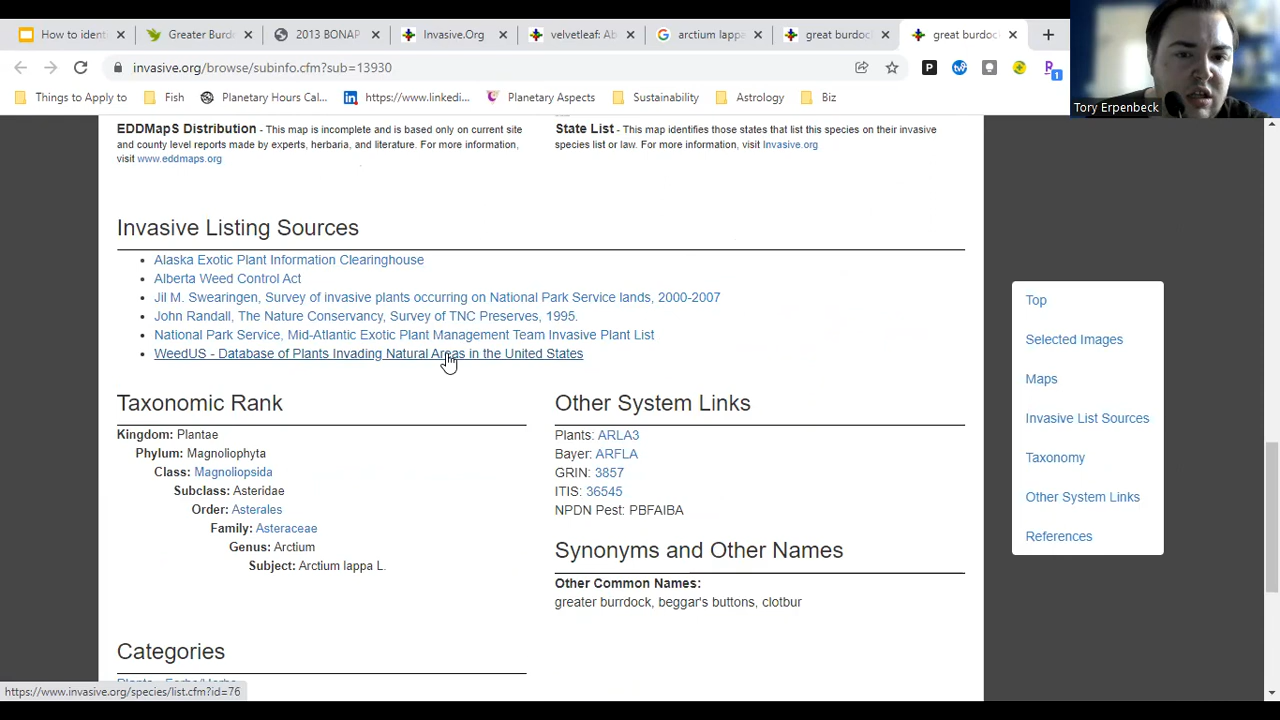 How to ident
Greater Burd
2013 BONAP
Invasive.Org
velvetleaf: Ab
arctium lappa
great burdock
great burdock
invasive.org/browse/subinfo.cfm?sub=13930
Tory Erpenbeck
Things to Apply to
Fish
Planetary Hours Cal...
https://www.linkedi...
Planetary Aspects
Sustainability
Astrology
Biz
EDDMapS Distribution - This map is incomplete and is based only on current site
and county level reports made by experts, herbaria, and literature. For more information,
visit www.eddmaps.org
State List - This map identifies those states that list this species on their invasive
species list or law. For more information, visit Invasive.org
Invasive Listing Sources
Alaska Exotic Plant Information Clearinghouse
Alberta Weed Control Act
Jil M. Swearingen, Survey of invasive plants occurring on National Park Service lands, 2000-2007
John Randall, The Nature Conservancy, Survey of TNC Preserves, 1995.
National Park Service, Mid-Atlantic Exotic Plant Management Team Invasive Plant List
WeedUS - Database of Plants Invading Natural Areas in the United States
Taxonomic Rank
Kingdom: Plantae
Phylum: Magnoliophyta
Class: Magnoliopsida
Subclass: Asteridae
Order: Asterales
Family: Asteraceae
Genus: Arctium
Subject: Arctium lappa L.
Other System Links
Plants: ARLA3
Bayer: ARFLA
GRIN: 3857
ITIS: 36545
NPDN Pest: PBFAIBA
Synonyms and Other Names
Other Common Names:
greater burrdock, beggar's buttons, clotbur
Categories
Top
Selected Images
Maps
Invasive List Sources
Taxonomy
Other System Links
References
https://www.invasive.org/species/list.cfm?id=76